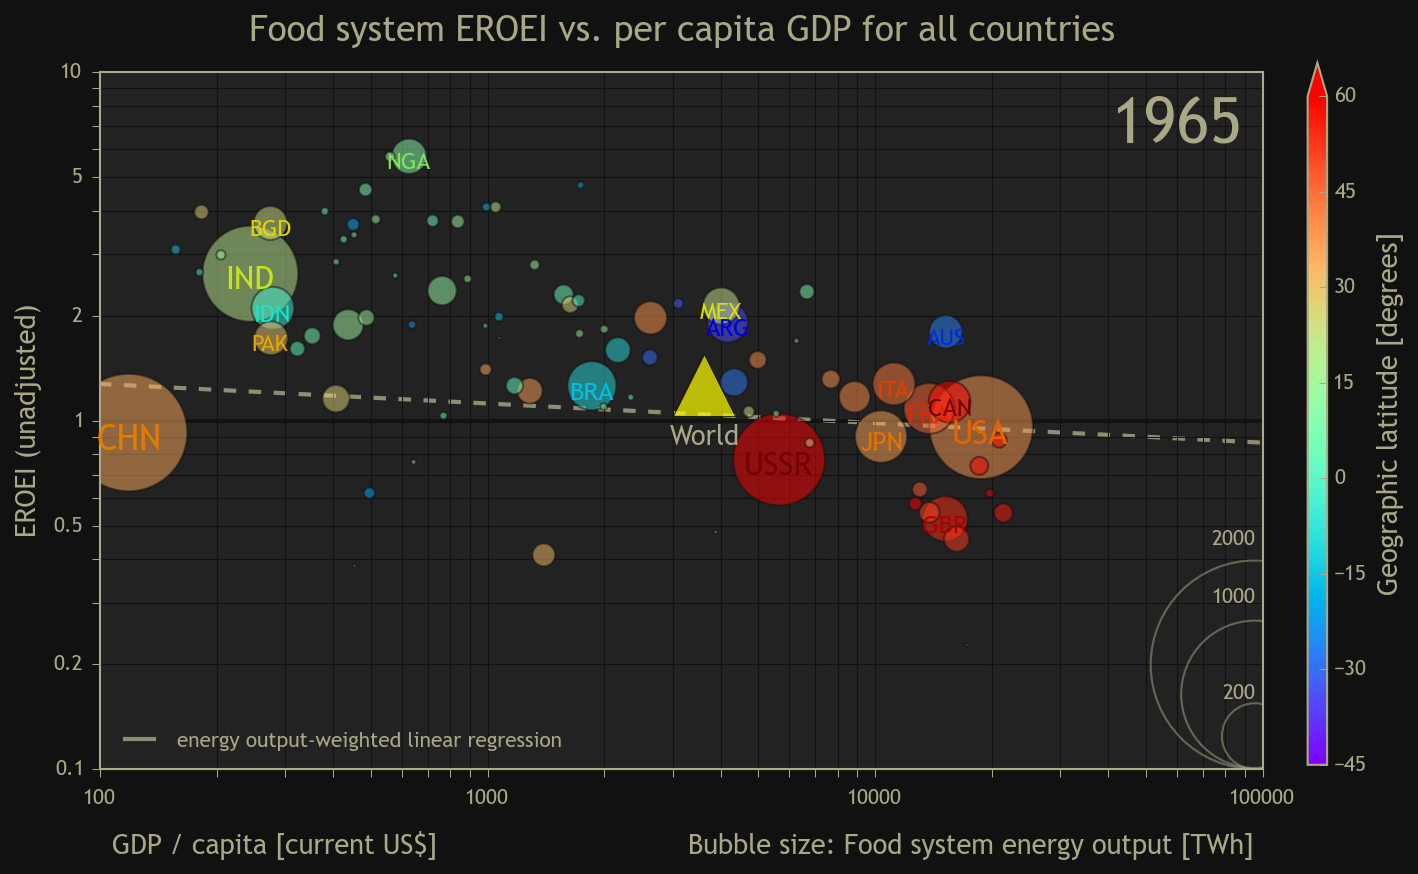 Food system EROEI vs. per capita GDP for all countries
1965
10
5
2
1
0.5
0.2
0.1
EROEI (unadjusted)
NGA
BGD
IND
IDN
PAK
CHN
MEX
ARG
AUS
BRA
World
USSR
ITA
FR
CAN
JPN
USA
GBR
2000
1000
200
energy output-weighted linear regression
100
1000
10000
100000
GDP / capita [current US$]
Bubble size: Food system energy output [TWh]
60
45
30
15
0
−15
−30
−45
Geographic latitude [degrees]